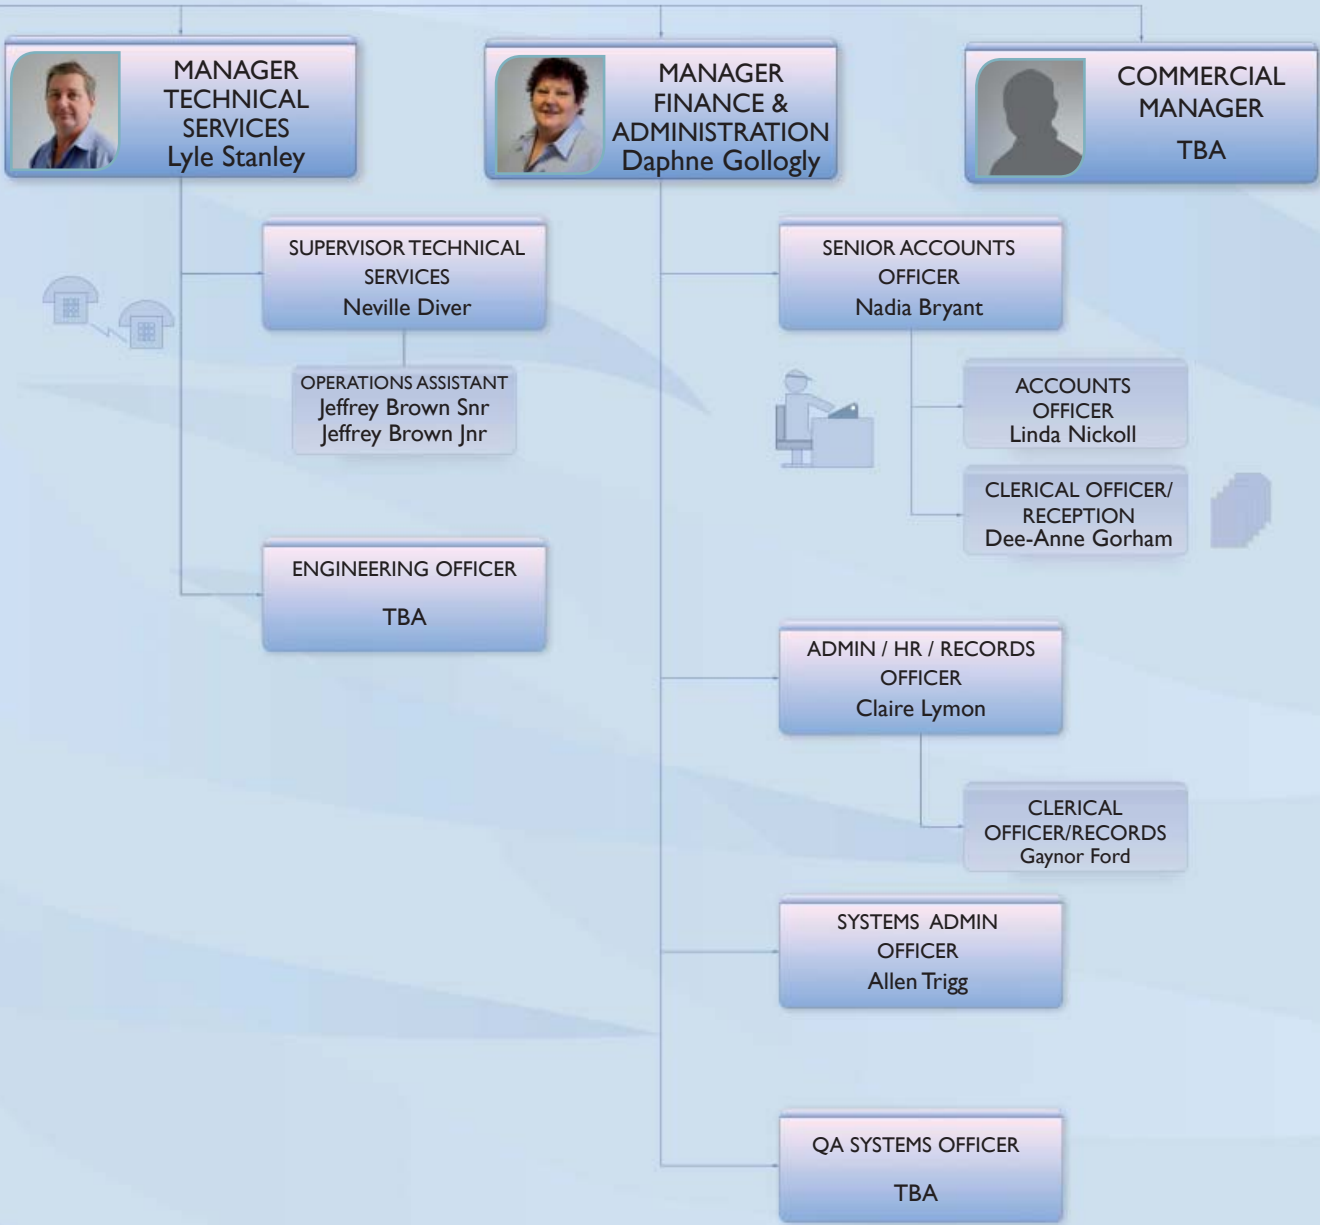 MANAGER
TECHNICAL
SERVICES
Lyle Stanley
MANAGER
FINANCE &
ADMINISTRATION
Daphne Gollogly
COMMERCIAL
MANAGER
TBA
SUPERVISOR TECHNICAL
SERVICES
Neville Diver
OPERATIONS ASSISTANT
Jeffrey Brown Snr
Jeffrey Brown Jnr
ENGINEERING OFFICER
TBA
SENIOR ACCOUNTS
OFFICER
Nadia Bryant
ACCOUNTS
OFFICER
Linda Nickoll
CLERICAL OFFICER/
RECEPTION
Dee-Anne Gorham
ADMIN / HR / RECORDS
OFFICER
Claire Lymon
CLERICAL
OFFICER/RECORDS
Gaynor Ford
SYSTEMS ADMIN
OFFICER
Allen Trigg
QA SYSTEMS OFFICER
TBA